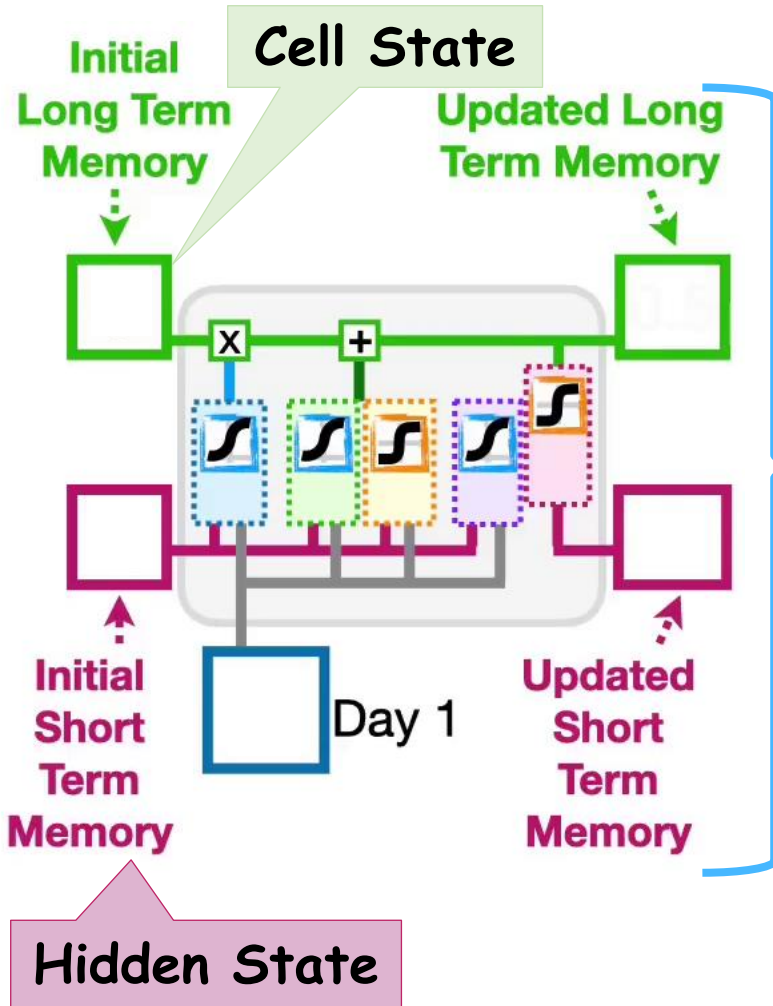 Cell State
Initial
Long Term
Memory
Updated Long
Term Memory
x
+
Day 1
Initial
Short
Term
Memory
Updated
Short
Term
Memory
Hidden State